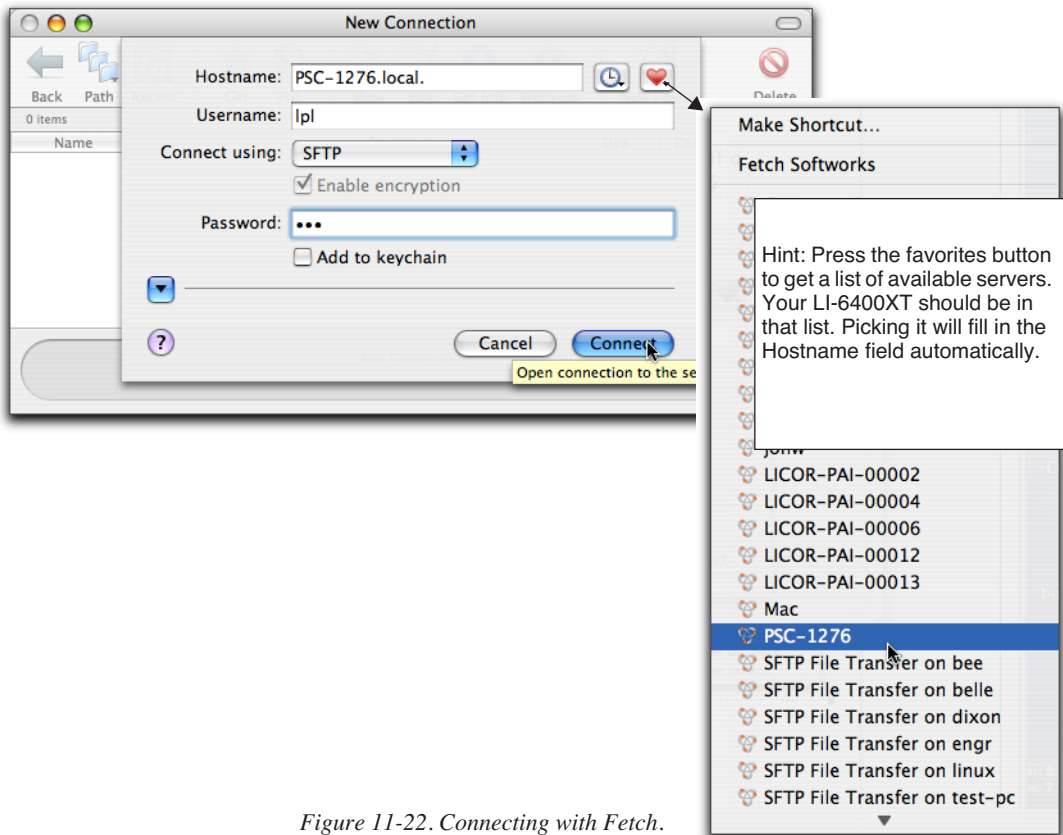 New Connection
Back
Path
Hostname: PSC-1276.local.
Delete
0 items
Username: lpl
Name
Connect using: SFTP
Enable encryption
Password: •••
Add to keychain
?
Cancel
Connect
Open connection to the se
Make Shortcut...
Fetch Softworks
Hint: Press the favorites button
to get a list of available servers.
Your LI-6400XT should be in
that list. Picking it will fill in the
Hostname field automatically.
LICOR-PAI-00002
LICOR-PAI-00004
LICOR-PAI-00006
LICOR-PAI-00012
LICOR-PAI-00013
Mac
PSC-1276
SFTP File Transfer on bee
SFTP File Transfer on belle
SFTP File Transfer on dixon
SFTP File Transfer on engr
SFTP File Transfer on linux
SFTP File Transfer on test-pc
Figure 11-22. Connecting with Fetch.